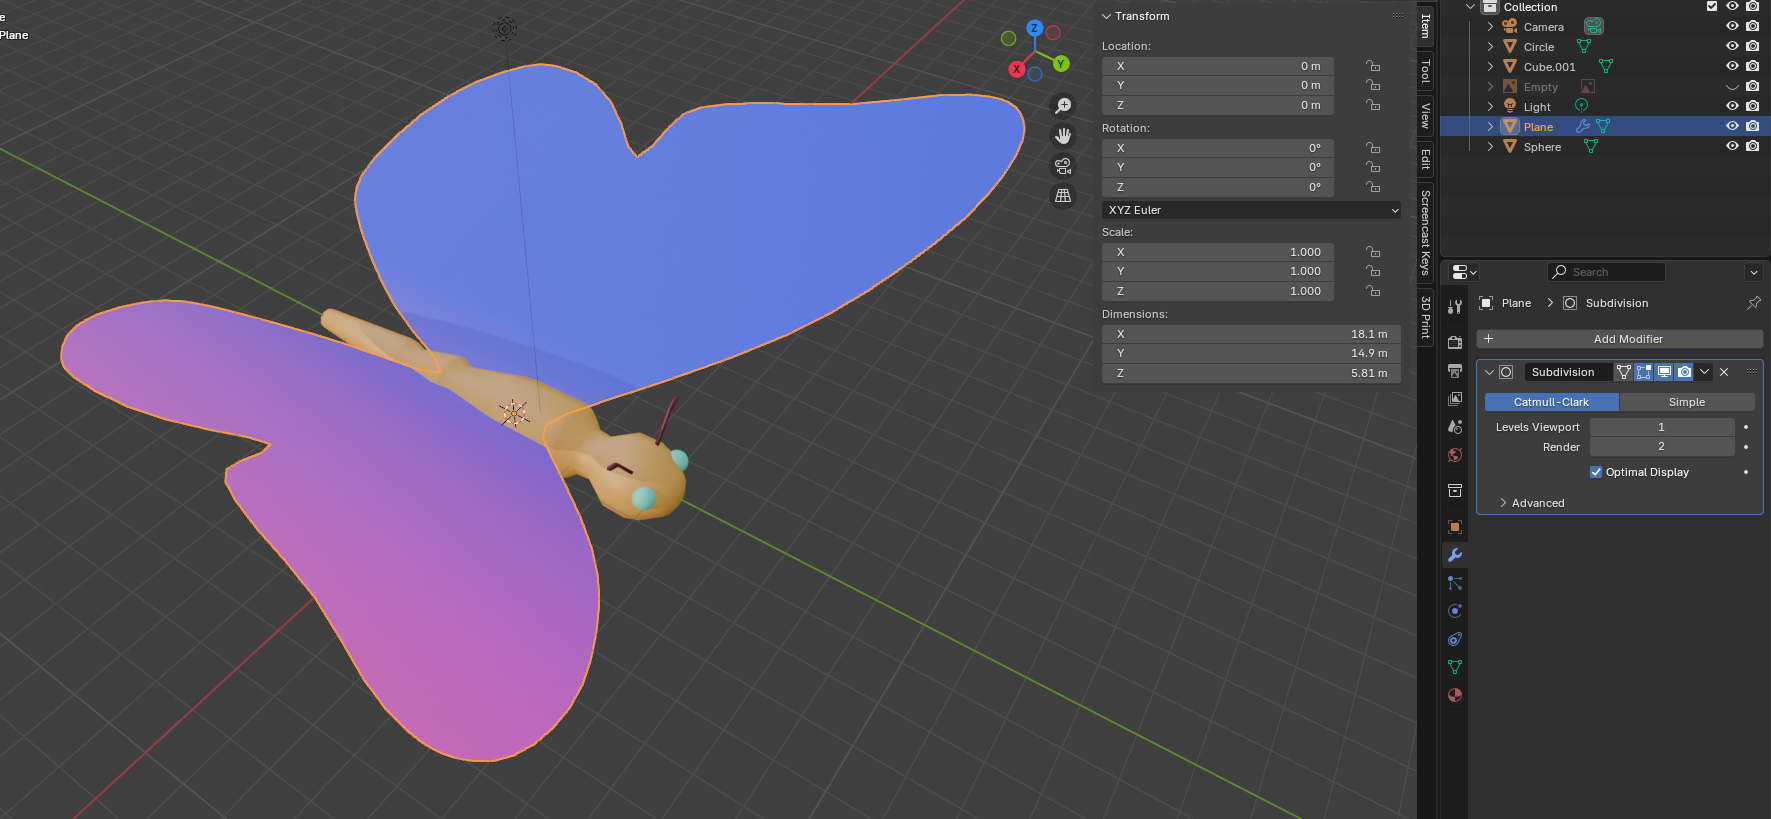 e
Plane
Z
Y
X
Transform
Location:
X 0 m
Y 0 m
Z 0 m
Rotation:
X 0°
Y 0°
Z 0°
XYZ Euler
Scale:
X 1.000
Y 1.000
Z 1.000
Dimensions:
X 18.1 m
Y 14.9 m
Z 5.81 m
Item
Tool
View
Edit
Screencast Keys
3D Print
Collection
Camera
Circle
Cube.001
Empty
Light
Plane
Sphere
Search
Plane > Subdivision
+ Add Modifier
Subdivision
Catmull-Clark Simple
Levels Viewport 1
Render 2
Optimal Display
Advanced